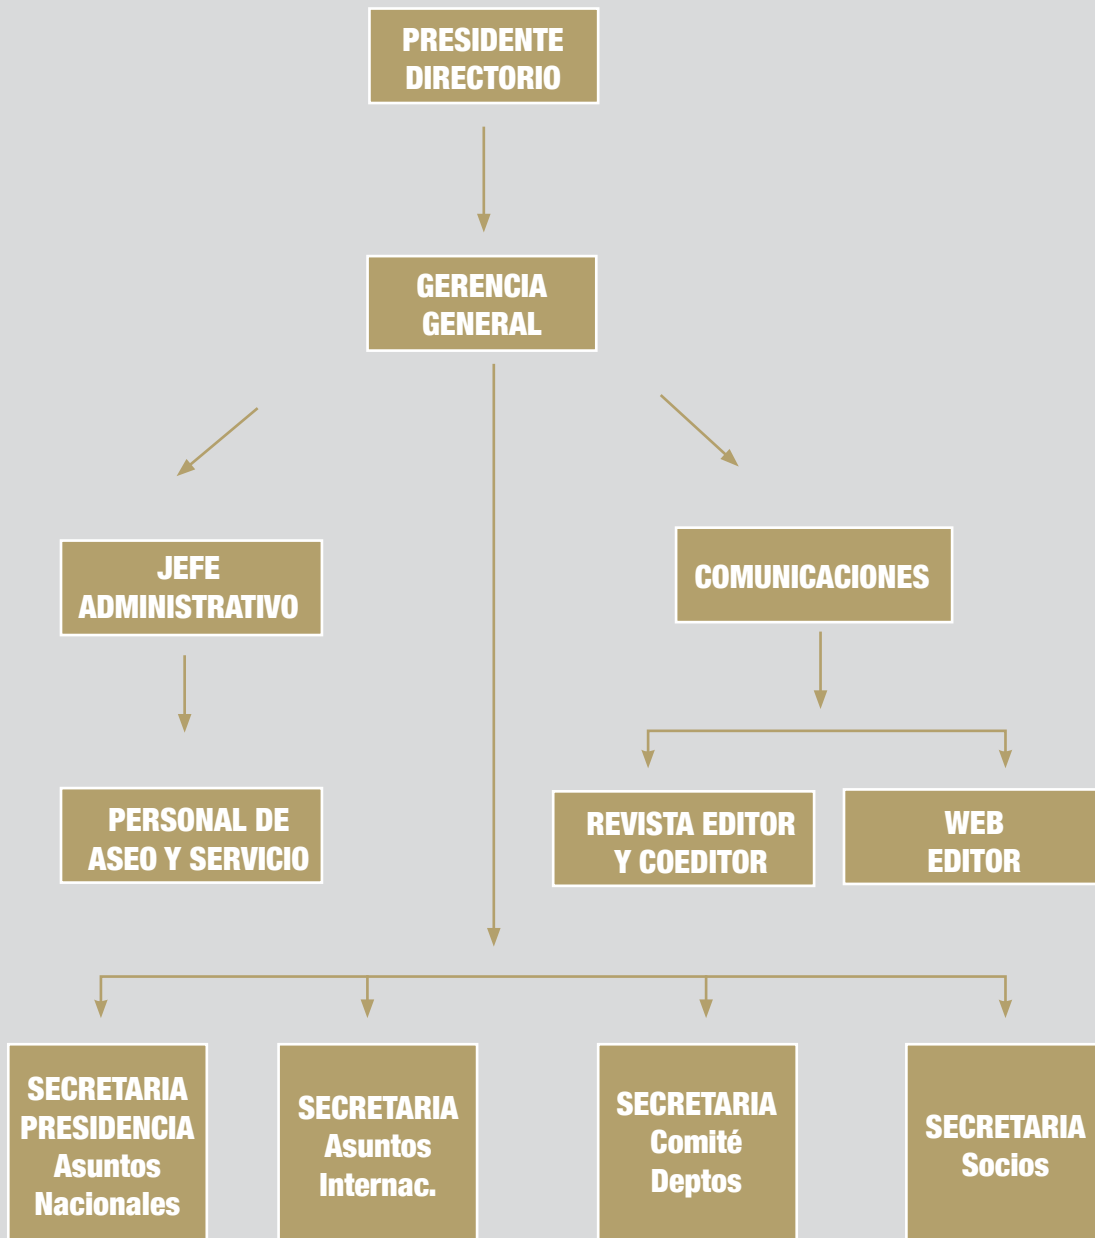 PRESIDENTE
DIRECTORIO
GERENCIA
GENERAL
JEFE
ADMINISTRATIVO
COMUNICACIONES
PERSONAL DE
ASEO Y SERVICIO
REVISTA EDITOR
Y COEDITOR
WEB
EDITOR
SECRETARIA
PRESIDENCIA
Asuntos
Nacionales
SECRETARIA
Asuntos
Internac.
SECRETARIA
Comité
Deptos
SECRETARIA
Socios